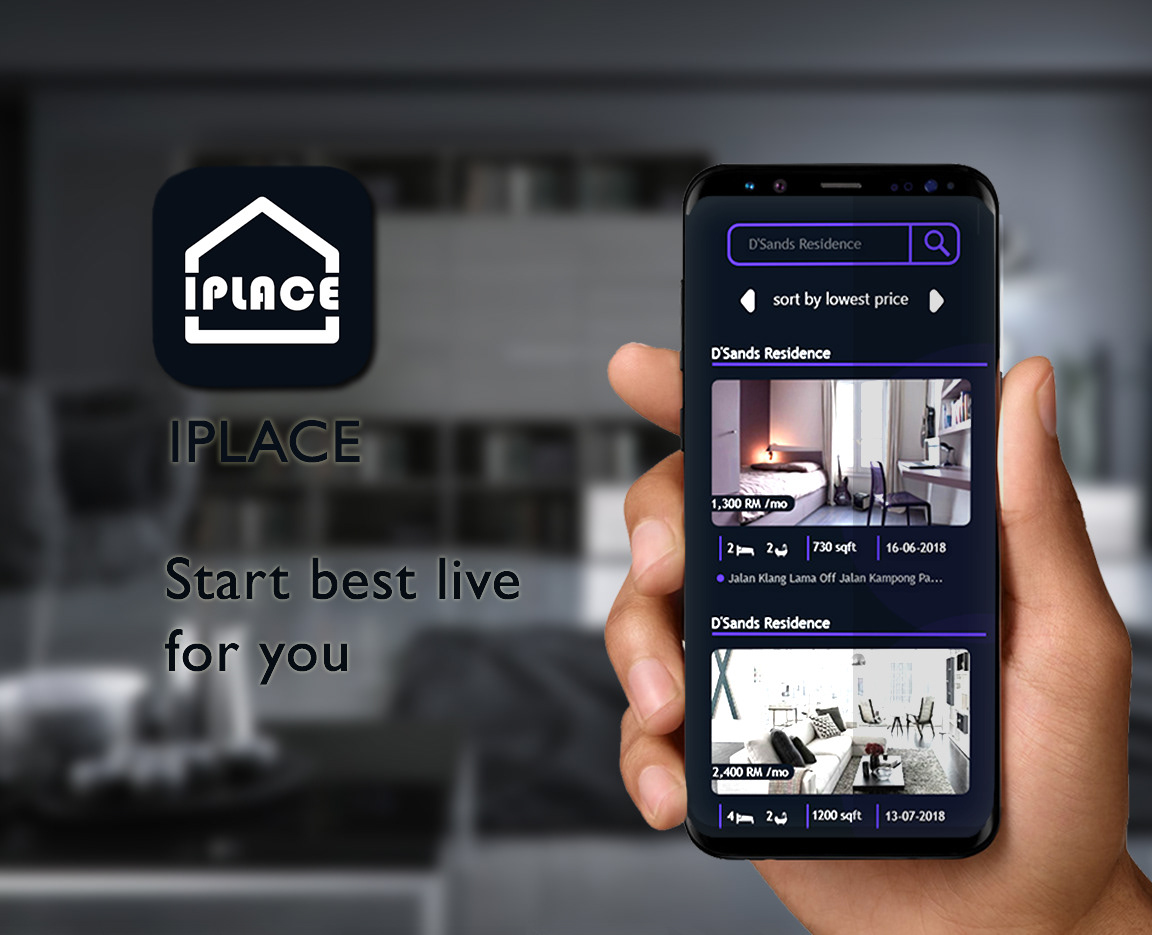 IPLACE
IPLACE
Start best live
for you
D'Sands Residence
sort by lowest price
D'Sands Residence
1,300 RM /mo
2 2 730 sqft 16-06-2018
Jalan Klang Lama Off Jalan Kampong Pa...
D'Sands Residence
2,400 RM /mo
4 2 1200 sqft 13-07-2018